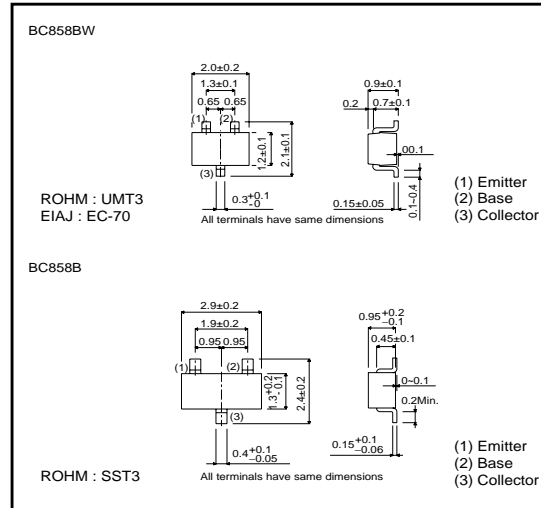 BC858BW
2.0±0.2
1.3±0.1
0.65 0.65
(1) (2)
(3)
1.2±0.1
2.1±0.1
0.3+0.1 -0
All terminals have same dimensions
0.9±0.1
0.2 0.7±0.1
00.1
0.1~0.4
0.15±0.05
ROHM : UMT3
EIAJ : EC-70
(1) Emitter
(2) Base
(3) Collector
BC858B
2.9±0.2
1.9±0.2
0.95 0.95
(1) (2)
(3)
1.3+0.2 -0.1
2.4±0.2
0.4+0.1 -0.05
All terminals have same dimensions
0.95+0.2 -0.1
0.45±0.1
0~0.1
0.2Min.
0.15+0.1 -0.06
ROHM : SST3
(1) Emitter
(2) Base
(3) Collector